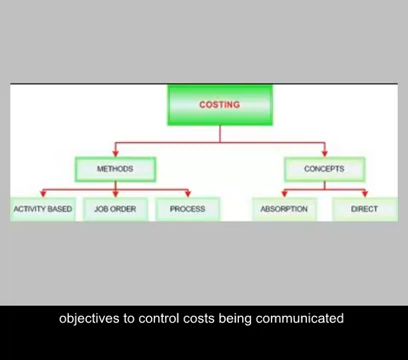 COSTING
METHODS
CONCEPTS
ACTIVITY BASED
JOB ORDER
PROCESS
ABSORPTION
DIRECT
objectives to control costs being communicated